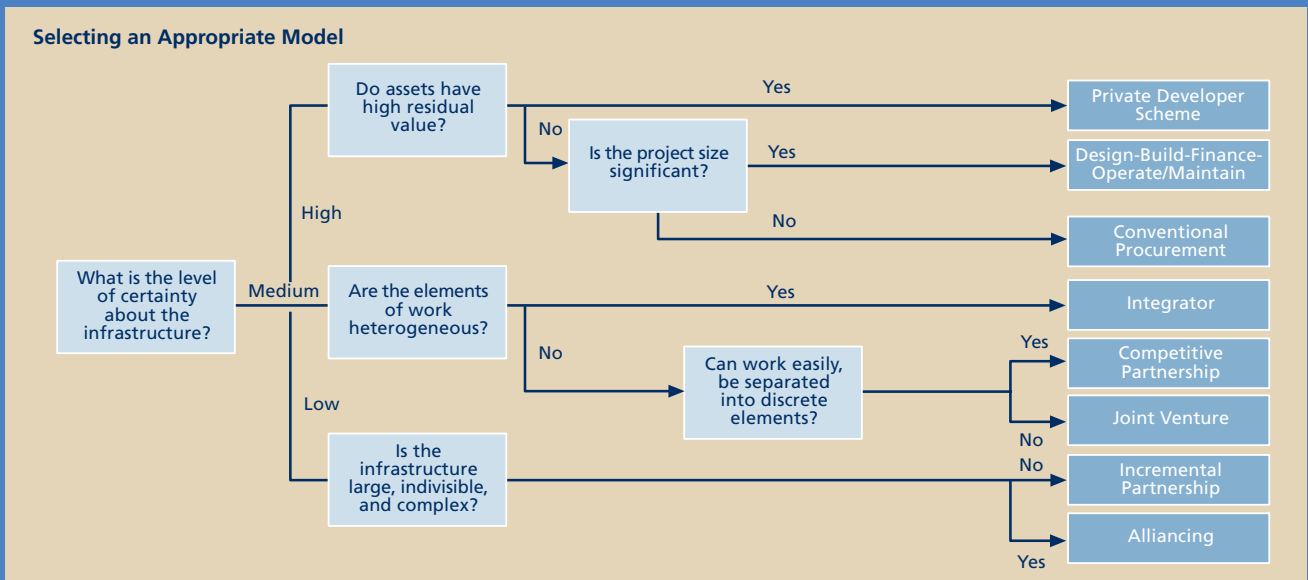 Selecting an Appropriate Model
Do assets have
high residual
value?
Yes
Private Developer
Scheme
No
Is the project size
significant?
Yes
Design-Build-Finance-
Operate/Maintain
High
No
Conventional
Procurement
What is the level
of certainty
about the
infrastructure?
Medium
Are the elements
of work
heterogeneous?
Yes
Integrator
No
Can work easily,
be separated
into discrete
elements?
Yes
Competitive
Partnership
Joint Venture
No
Low
Is the
infrastructure
large, indivisible,
and complex?
No
Incremental
Partnership
Alliancing
Yes